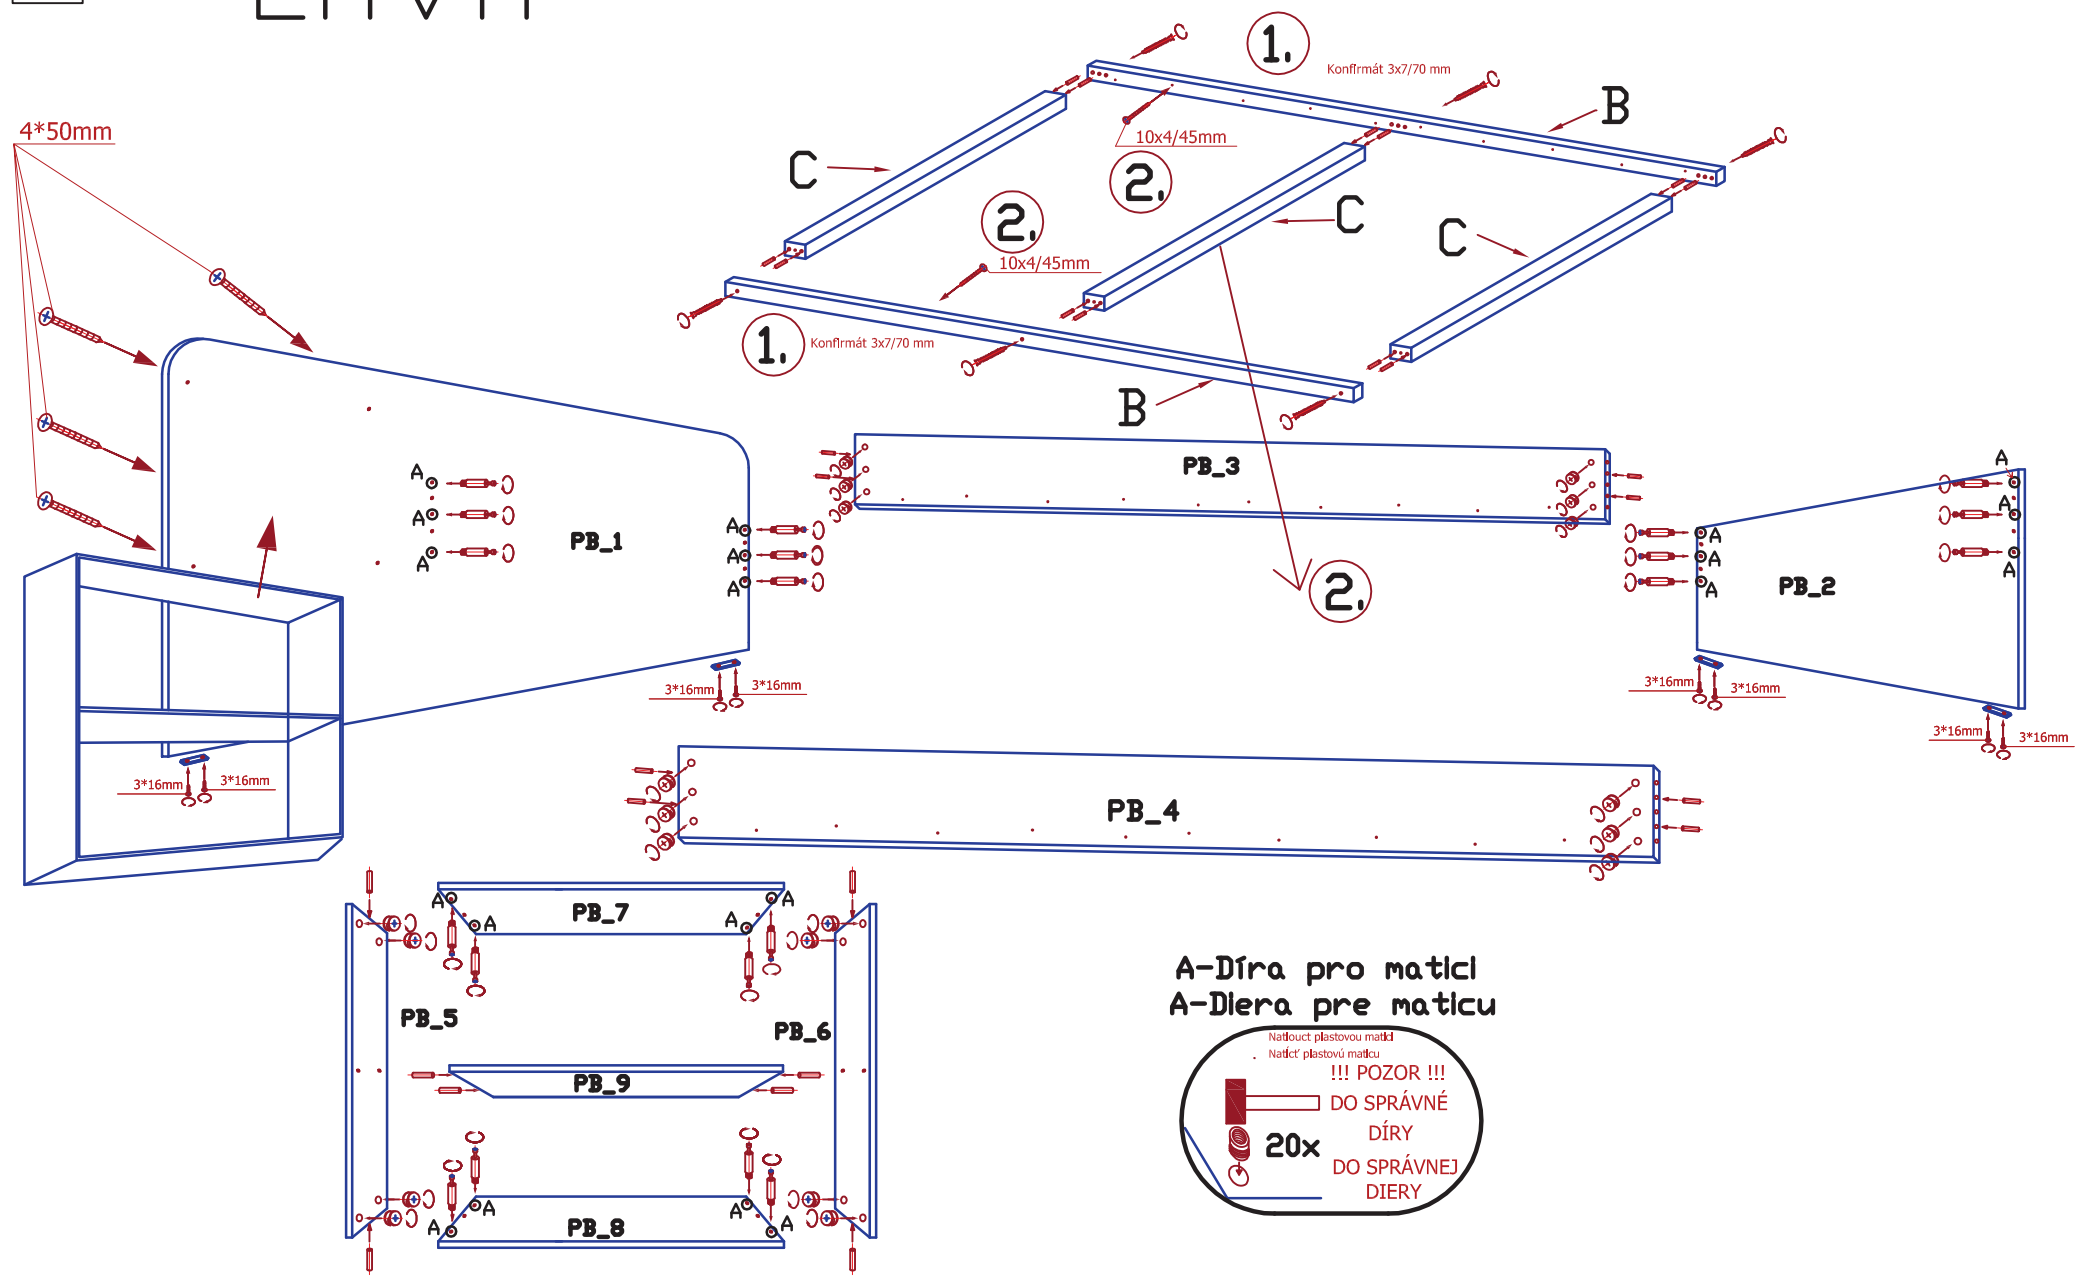 1.
Konfirmát 3x7/70 mm
B
4*50mm
10x4/45mm
C
2.
2.
C
C
10x4/45mm
1.
Konfirmát 3x7/70 mm
B
PB_3
A
A
A
A
PB_1
A
A
A
A
A
A
PB_2
A
A
A
2.
3*16mm
3*16mm
3*16mm
3*16mm
3*16mm
3*16mm
3*16mm
3*16mm
PB_4
A
A
PB_7
A
A
PB_5
PB_6
PB_9
A
A
PB_8
A
A
A-Díra pro matici
A-Diera pre maticu
Natlouct plastovou matici
Natĺcť plastovú maticu
!!! POZOR !!!
DO SPRÁVNÉ
DÍRY
20x
DO SPRÁVNEJ
DIERY